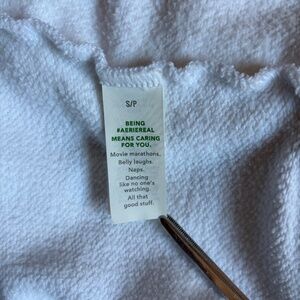 S/P
BEING
#AERIEREAL
MEANS CARING
FOR YOU.
Movie marathons.
Belly laughs.
Naps.
Dancing
like no one's
watching.
All that
good stuff.